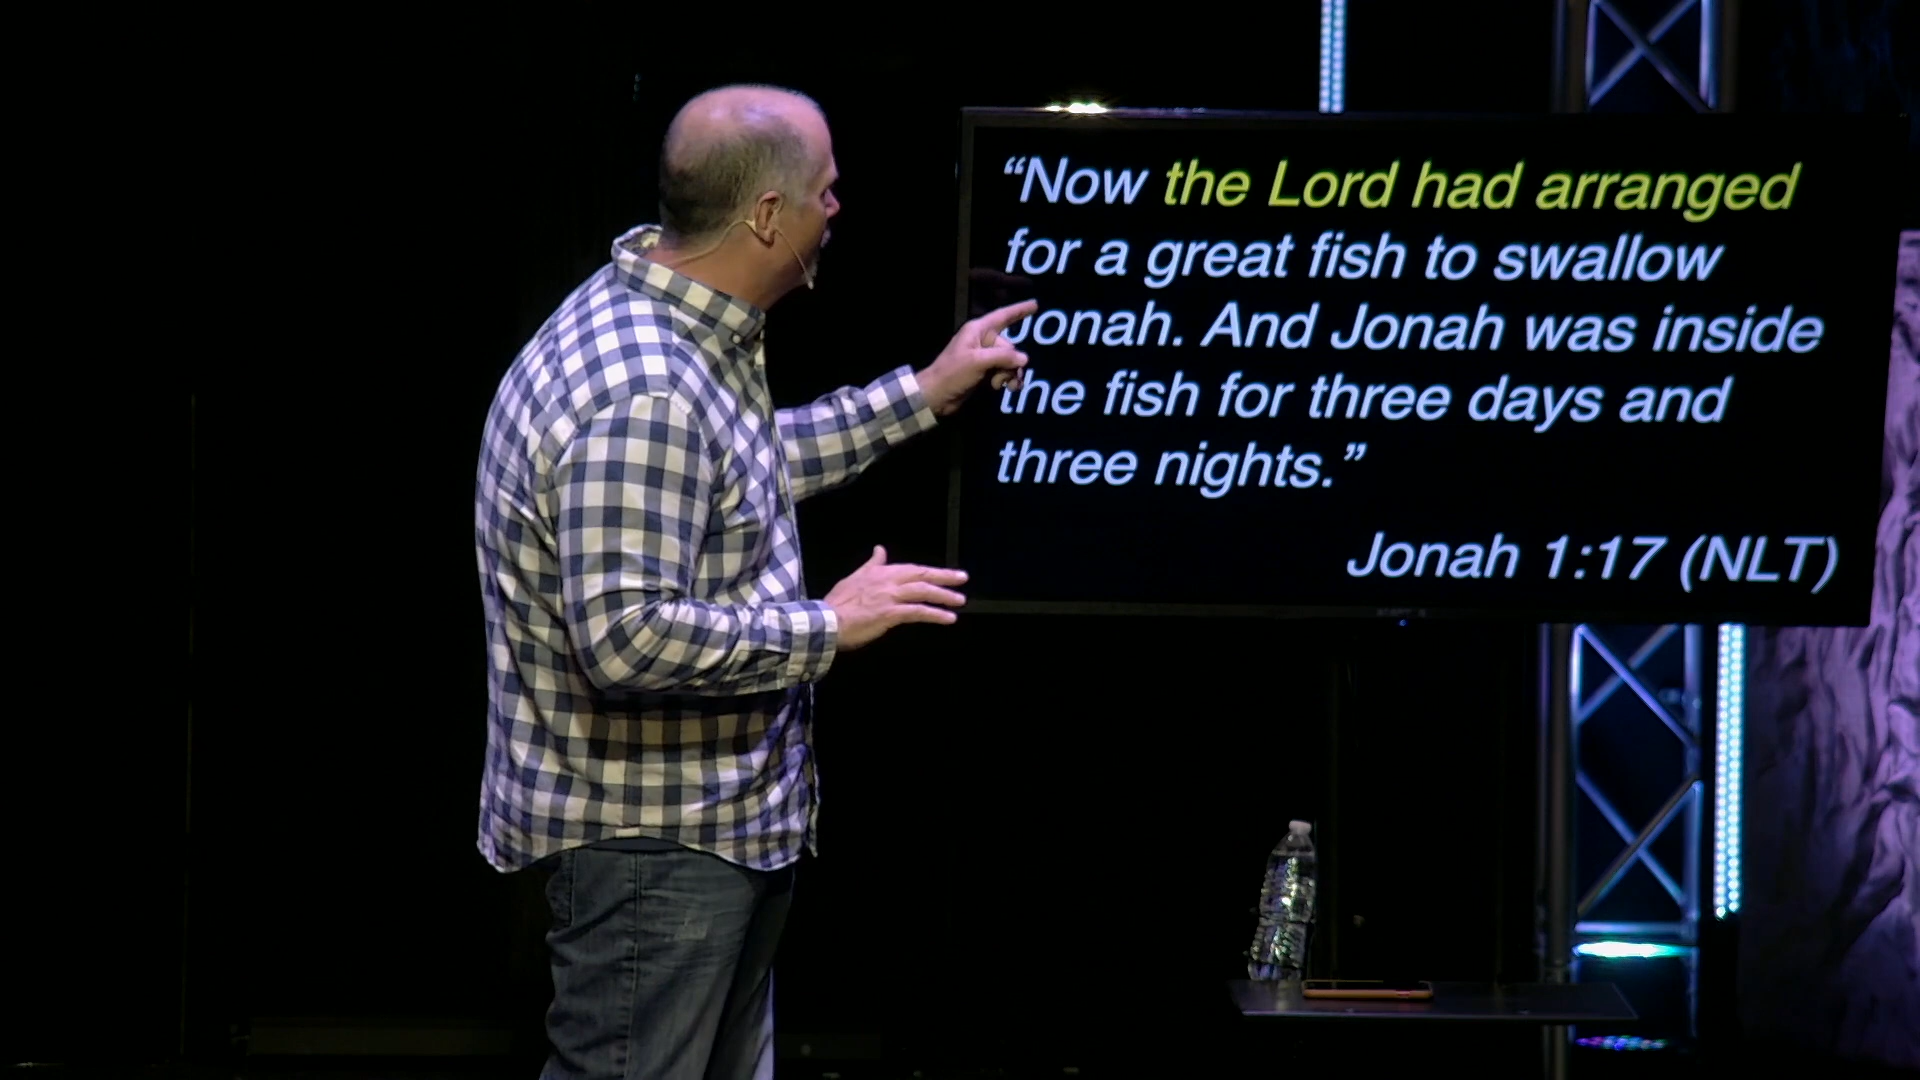 “Now the Lord had arranged
for a great fish to swallow
Jonah. And Jonah was inside
the fish for three days and
three nights.”
Jonah 1:17 (NLT)